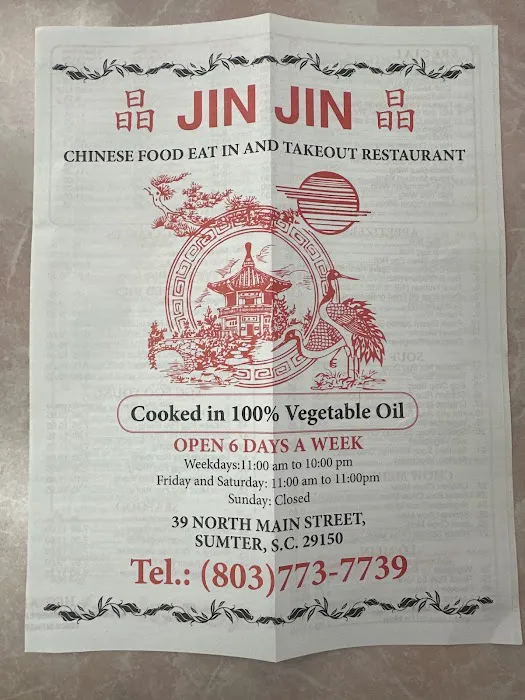 晶 JIN JIN 晶
CHINESE FOOD EAT IN AND TAKEOUT RESTAURANT
Cooked in 100% Vegetable Oil
OPEN 6 DAYS A WEEK
Weekdays:11:00 am to 10:00 pm
Friday and Saturday: 11:00 am to 11:00pm
Sunday: Closed
39 NORTH MAIN STREET,
SUMTER, S.C. 29150
Tel.: (803)773-7739